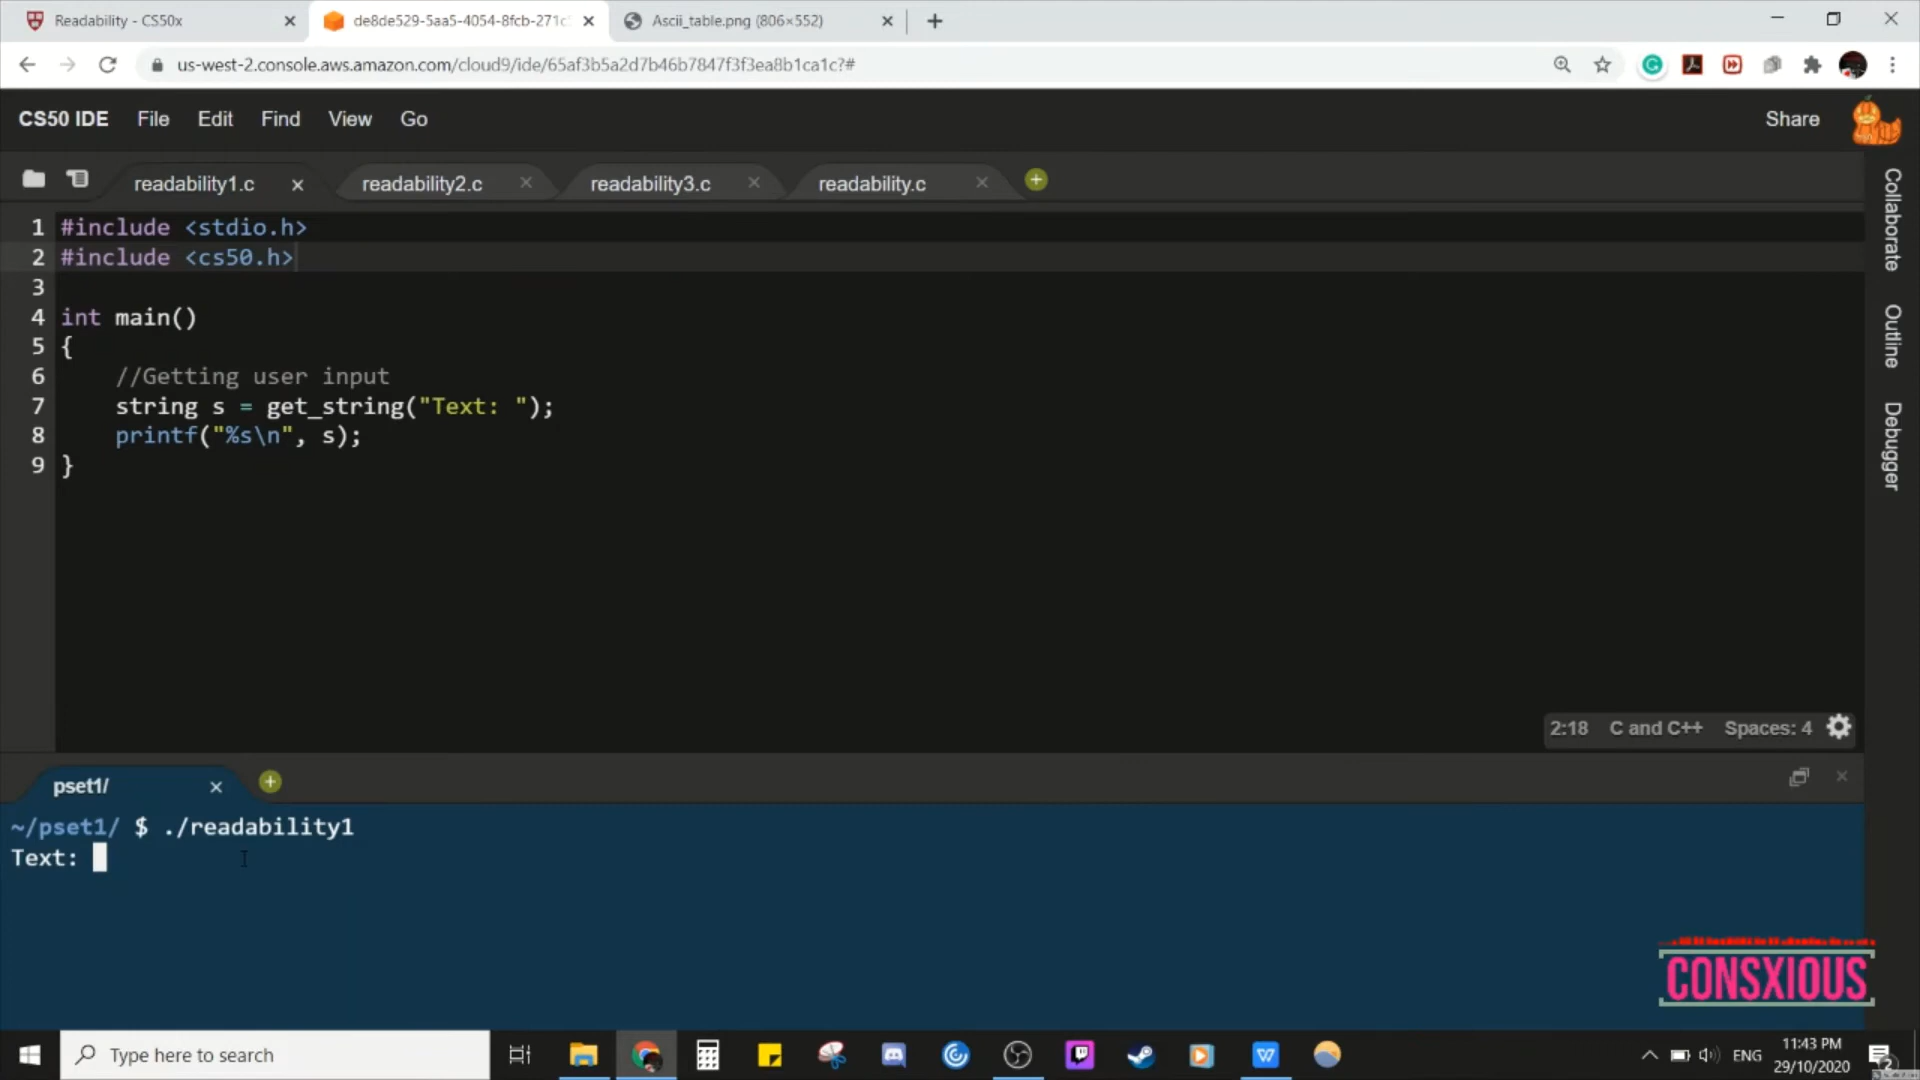 Readability - CS50x
de8de529-5aa5-4054-8fcb-271c
Ascii_table.png (806×552)
us-west-2.console.aws.amazon.com/cloud9/ide/65af3b5a2d7b46b7847f3f3ea8b1ca1c?#
CS50 IDE File Edit Find View Go Share
readability1.c readability2.c readability3.c readability.c
1 #include <stdio.h>
2 #include <cs50.h>
3
4 int main()
5 {
6 //Getting user input
7 string s = get_string("Text: ");
8 printf("%s\n", s);
9 }
Collaborate
Outline
Debugger
2:18 C and C++ Spaces: 4
pset1/
~/pset1/ $ ./readability1
Text:
CONSXIOUS
Type here to search
ENG
11:43 PM
29/10/2020
2